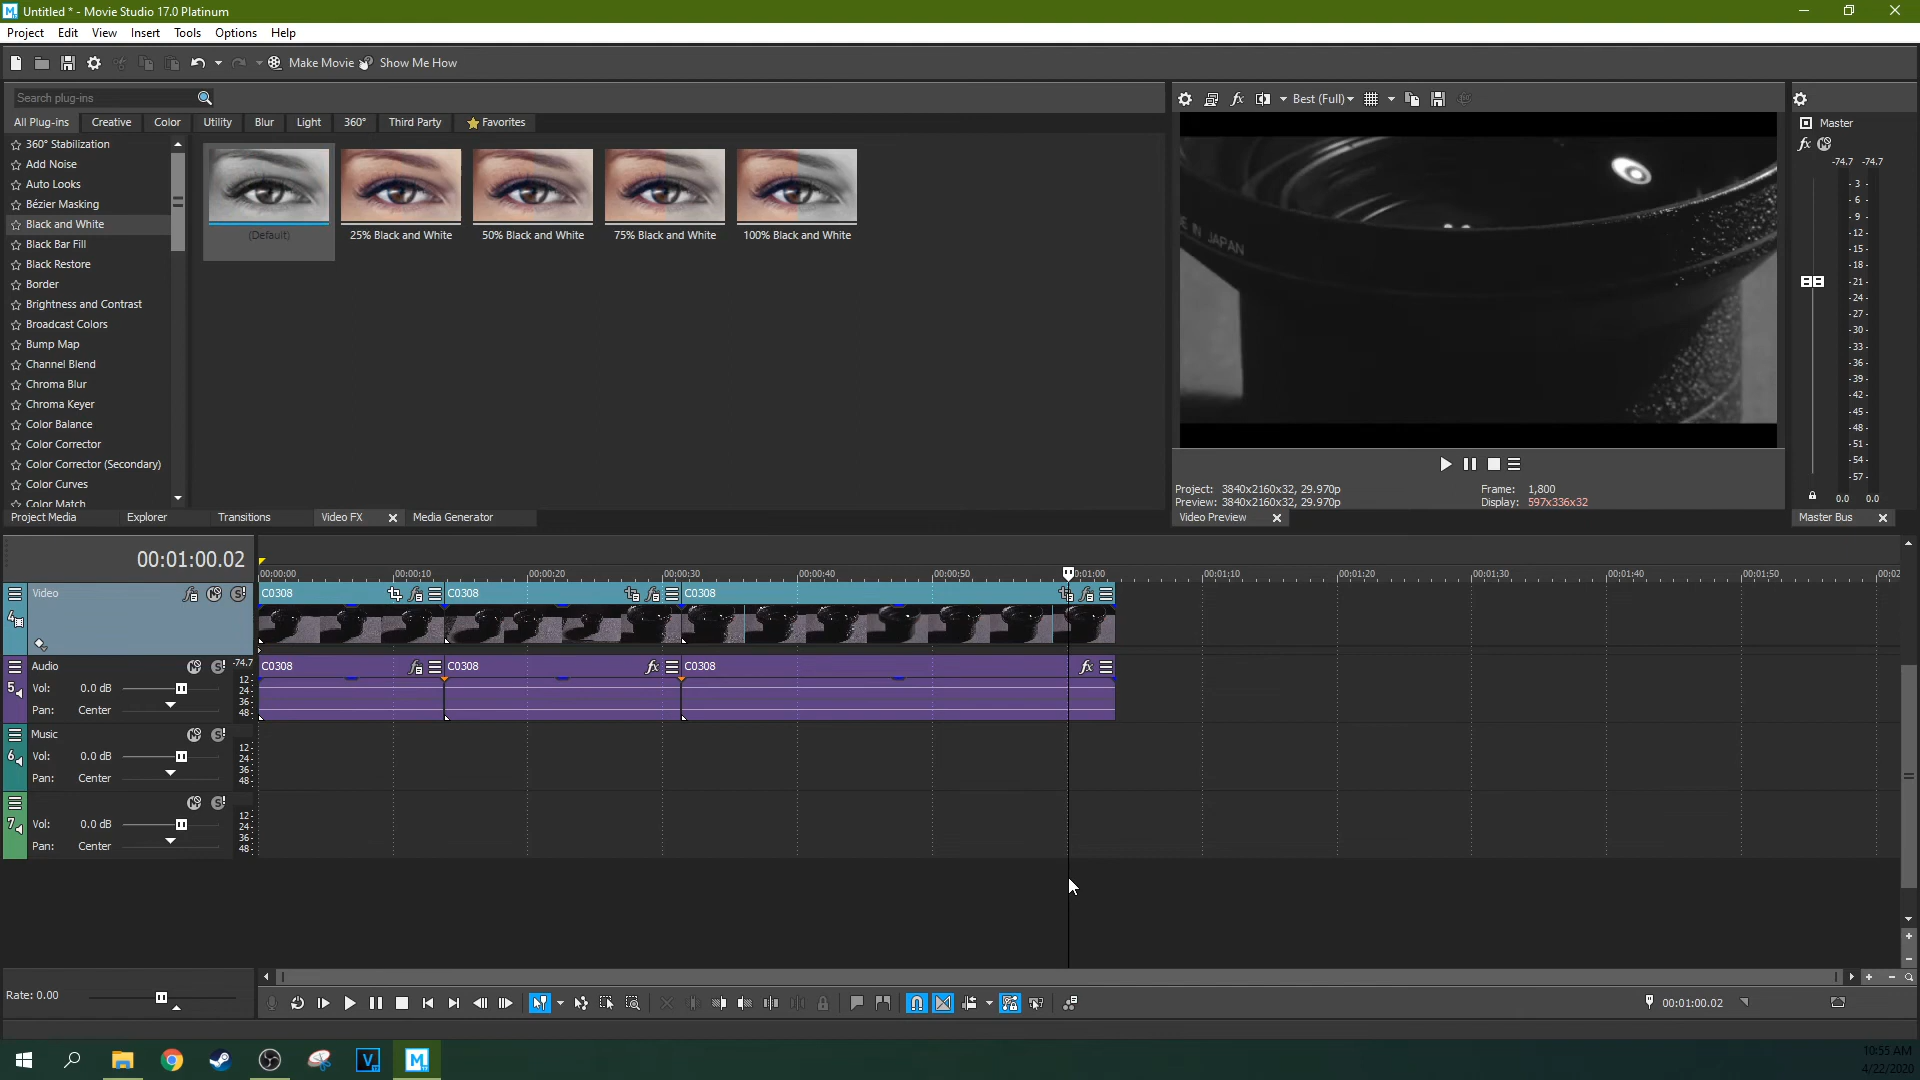 Untitled * - Movie Studio 17.0 Platinum
Project Edit View Insert Tools Options Help
Make Movie Show Me How
Search plug-ins
All Plug-ins Creative Color Utility Blur Light 360° Third Party Favorites
360° Stabilization
Add Noise
Auto Looks
Bézier Masking
Black and White
Black Bar Fill
Black Restore
Border
Brightness and Contrast
Broadcast Colors
Bump Map
Channel Blend
Chroma Blur
Chroma Keyer
Color Balance
Color Corrector
Color Corrector (Secondary)
Color Curves
Color Match
(Default) 25% Black and White 50% Black and White 75% Black and White 100% Black and White
Project Media Explorer Transitions Video FX Media Generator
Best (Full)
E IN JAPAN
Project: 3840x2160x32, 29.970p Frame: 1,800
Preview: 3840x2160x32, 29.970p Display: 597x336x32
Video Preview
Master
-74.7 -74.7
3
6
9
12
15
18
21
24
27
30
33
36
39
42
45
48
51
54
57
0.0 0.0
Master Bus
00:01:00.02
00:00:00 00:00:10 00:00:20 00:00:30 00:00:40 00:00:50 0:01:00 00:01:10 00:01:20 00:01:30 00:01:40 00:01:50 00:02
4 Video C0308 C0308 C0308
Audio -74.7 C0308 C0308 C0308
5 Vol: 0.0 dB 12 24 36 48
Pan: Center
Music
6 Vol: 0.0 dB 12 24 36 48
Pan: Center
7 Vol: 0.0 dB 12 24 36 48
Pan: Center
Rate: 0.00
00:01:00.02
10:55 AM
4/22/2020